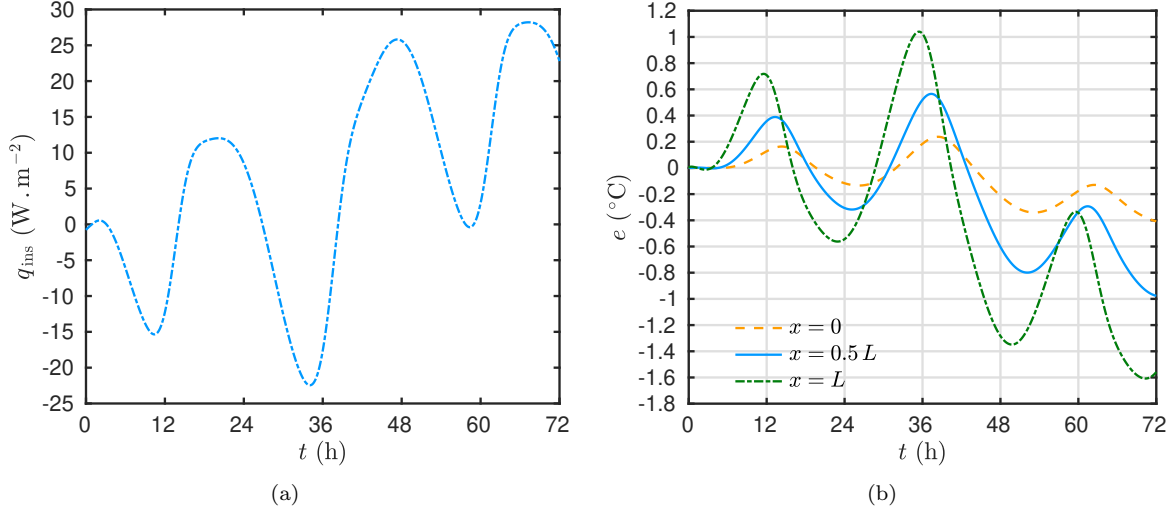 30
25
20
15
10
5
0
-5
-10
-15
-20
-25
q_ins (W . m⁻²)
0 12 24 36 48 60 72
t (h)
(a)
1.2
1
0.8
0.6
0.4
0.2
0
-0.2
-0.4
-0.6
-0.8
-1
-1.2
-1.4
-1.6
-1.8
e (°C)
x = 0
x = 0.5 L
x = L
0 12 24 36 48 60 72
t (h)
(b)